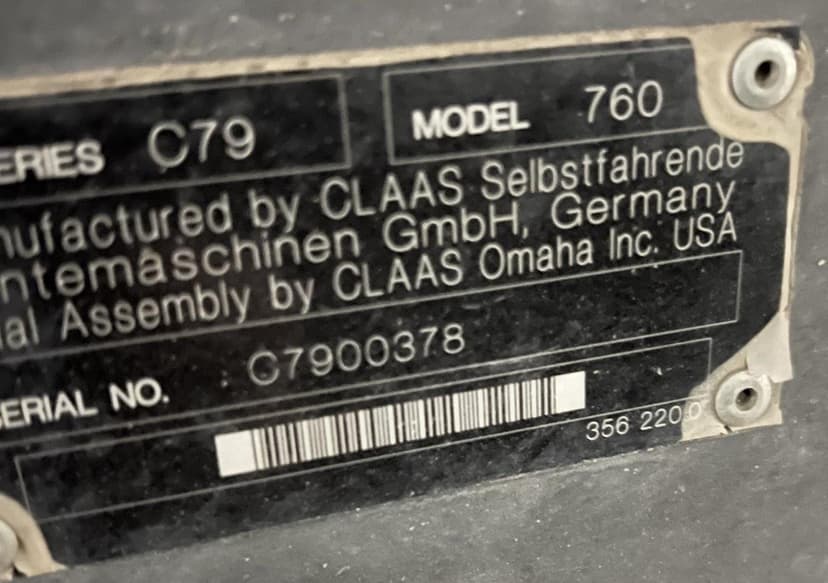 ERIES C79 MODEL 760
nufactured by CLAAS Selbstfahrende
ntemaschinen GmbH, Germany
al Assembly by CLAAS Omaha Inc. USA
SERIAL NO. C7900378
356 220.0